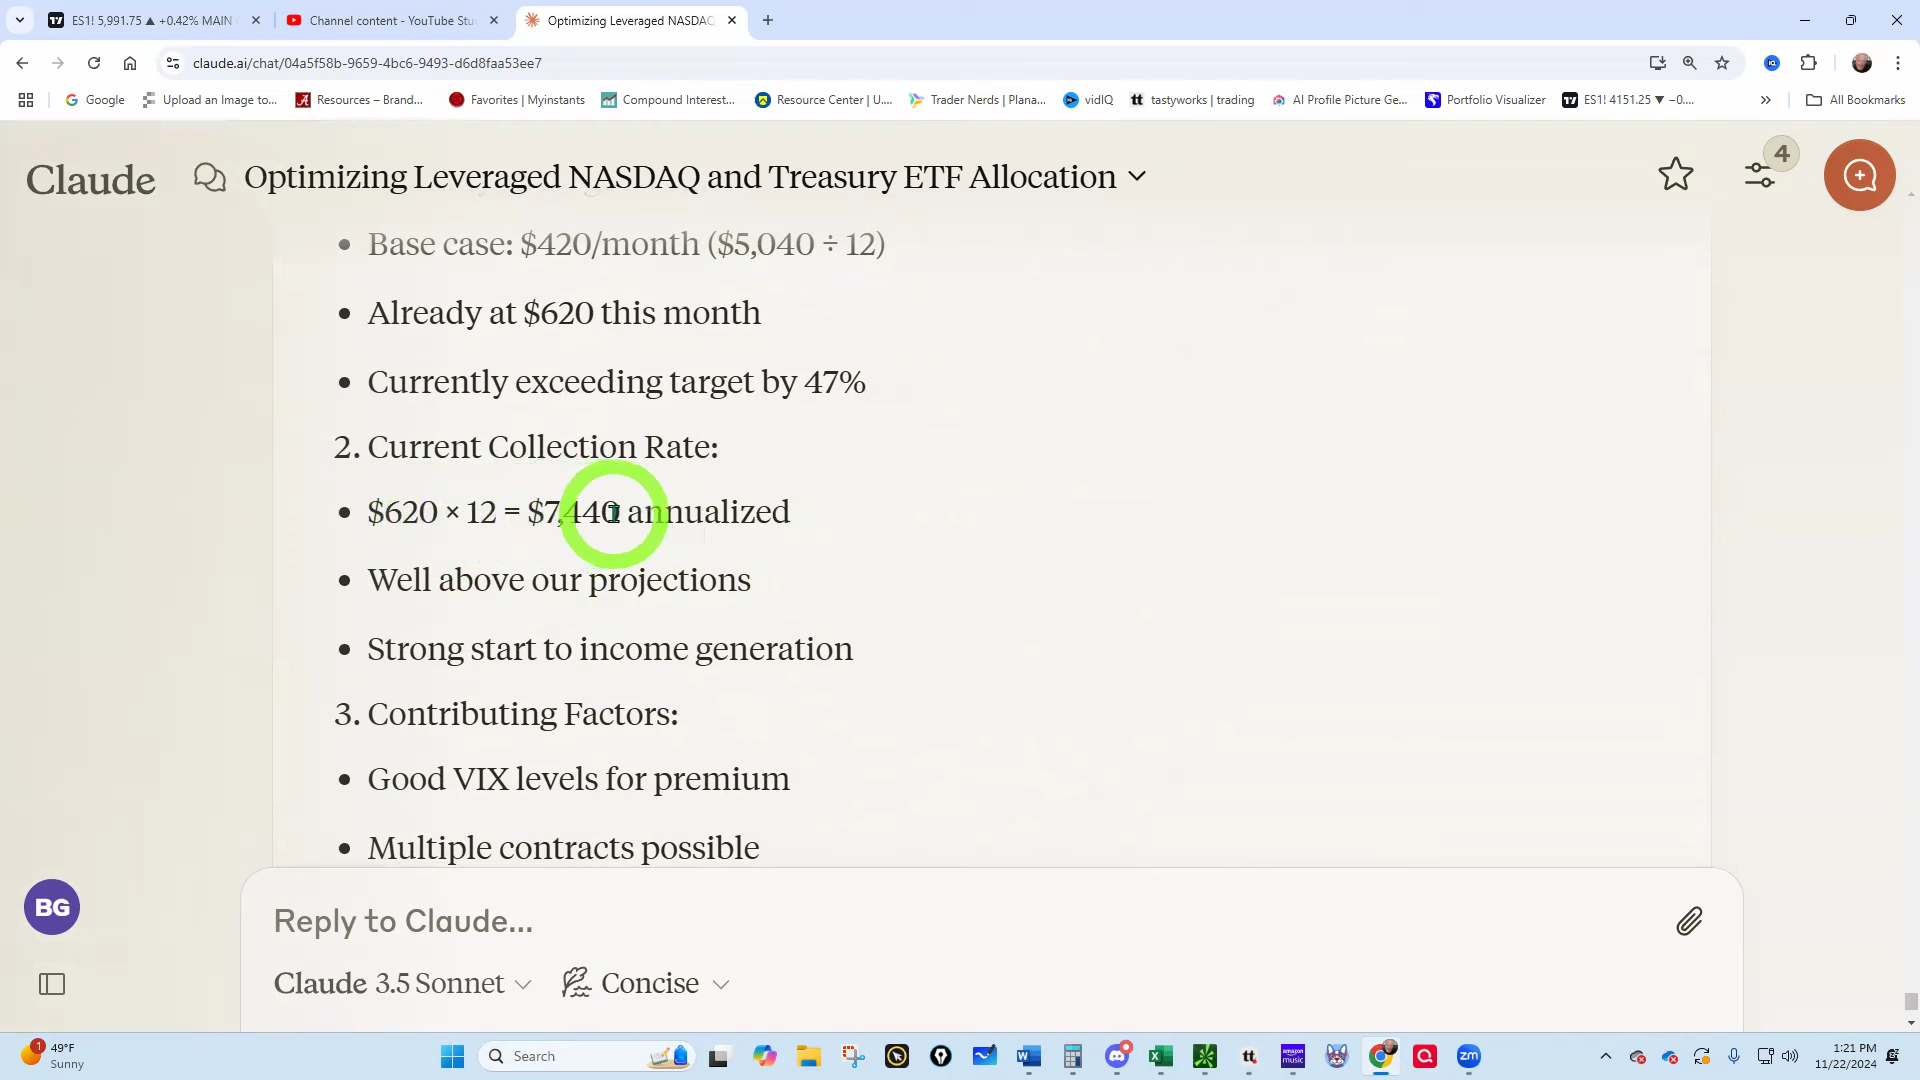 ES1! 5,991.75 ▲ +0.42% MAIN
Channel content - YouTube Stu
Optimizing Leveraged NASDAQ
claude.ai/chat/04a5f58b-9659-4bc6-9493-d6d8faa53ee7
Google
Upload an Image to...
Resources – Brand...
Favorites | Myinstants
Compound Interest...
Resource Center | U....
Trader Nerds | Plana...
vidIQ
tt
tastyworks | trading
AI Profile Picture Ge...
Portfolio Visualizer
ES1! 4151.25 ▼ −0....
All Bookmarks
Claude
Optimizing Leveraged NASDAQ and Treasury ETF Allocation
4
• Base case: $420/month ($5,040 ÷ 12)
• Already at $620 this month
• Currently exceeding target by 47%
2. Current Collection Rate:
• $620 × 12 = $7,440 annualized
• Well above our projections
• Strong start to income generation
3. Contributing Factors:
• Good VIX levels for premium
• Multiple contracts possible
BG
Reply to Claude...
Claude 3.5 Sonnet
Concise
1
49°F
Sunny
Search
tt
amazon music
zm
1:21 PM
11/22/2024